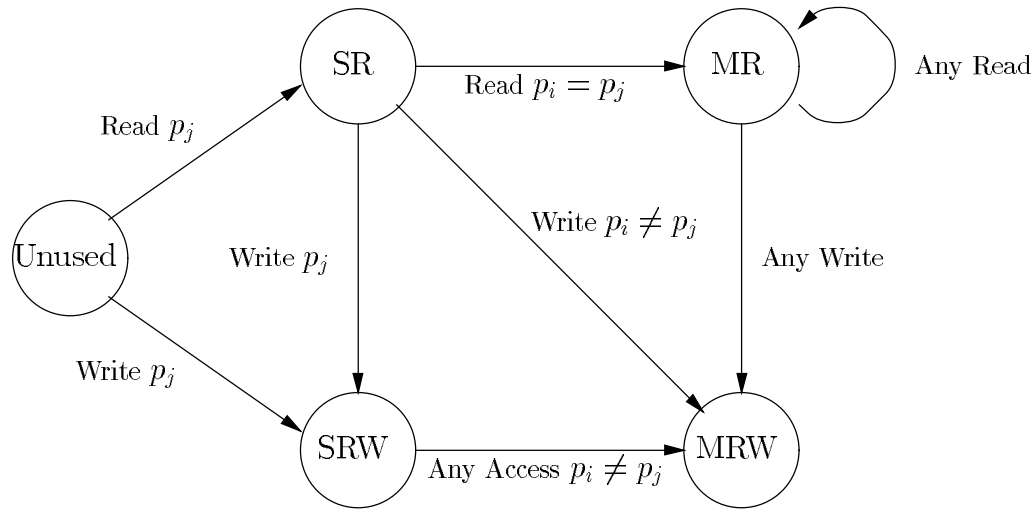 SR
MR
Any Read
Read p_i = p_j
Read p_j
Write p_i ≠ p_j
Unused
Write p_j
Any Write
Write p_j
SRW
MRW
Any Access p_i ≠ p_j